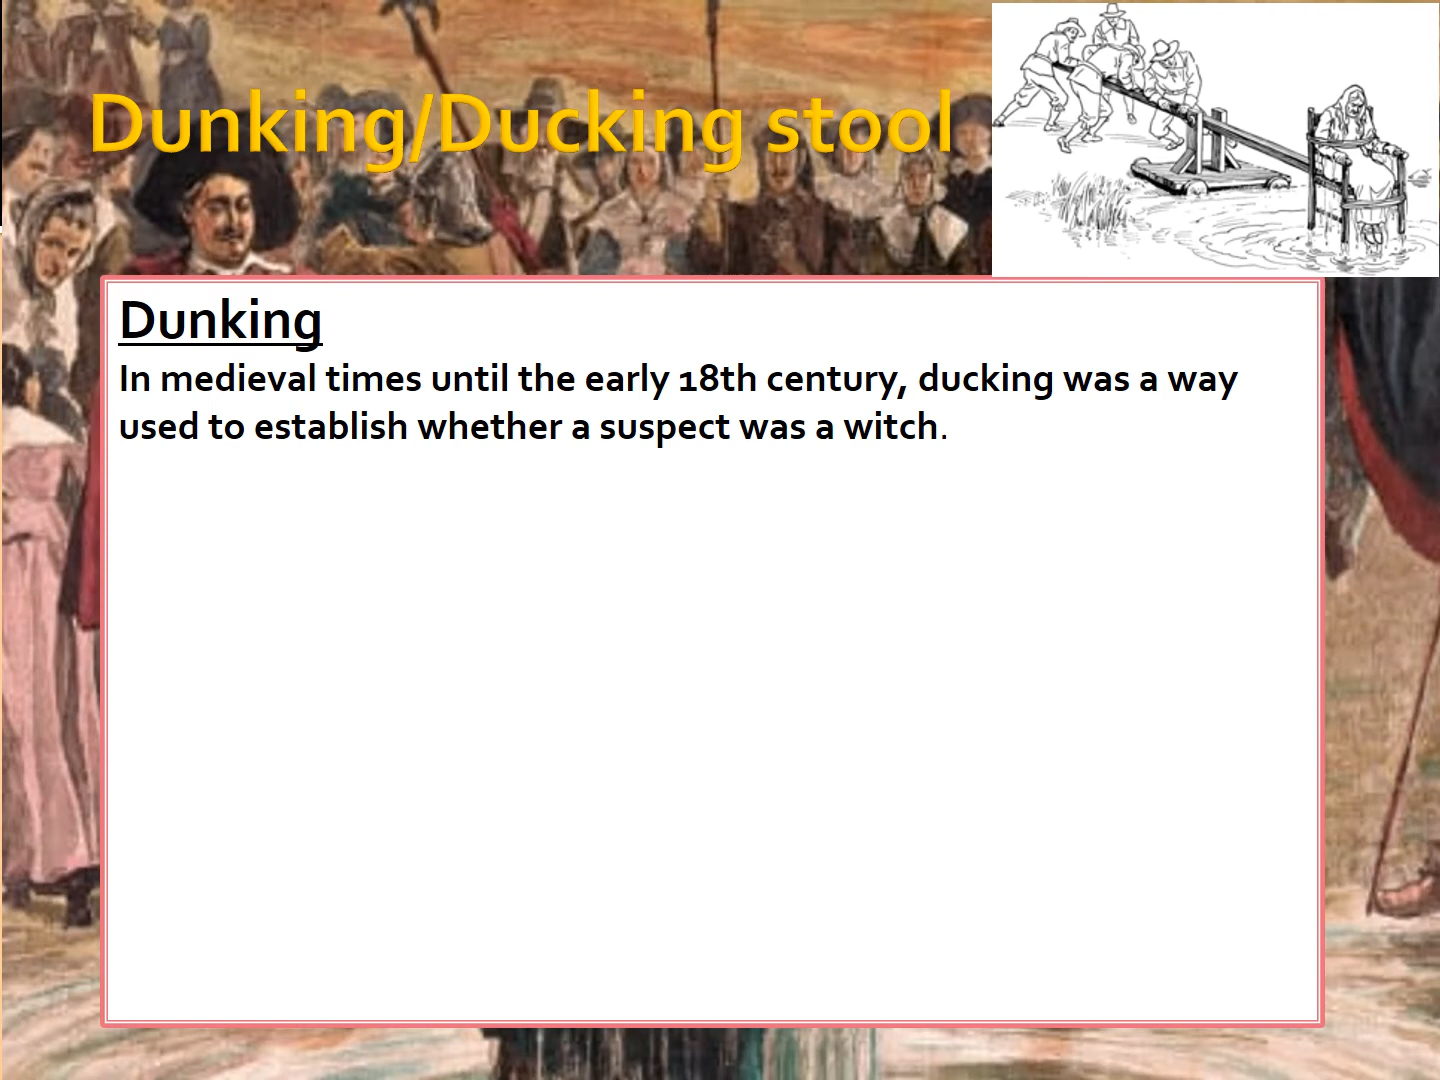 Dunking/Ducking stool
Dunking
In medieval times until the early 18th century, ducking was a way
used to establish whether a suspect was a witch.